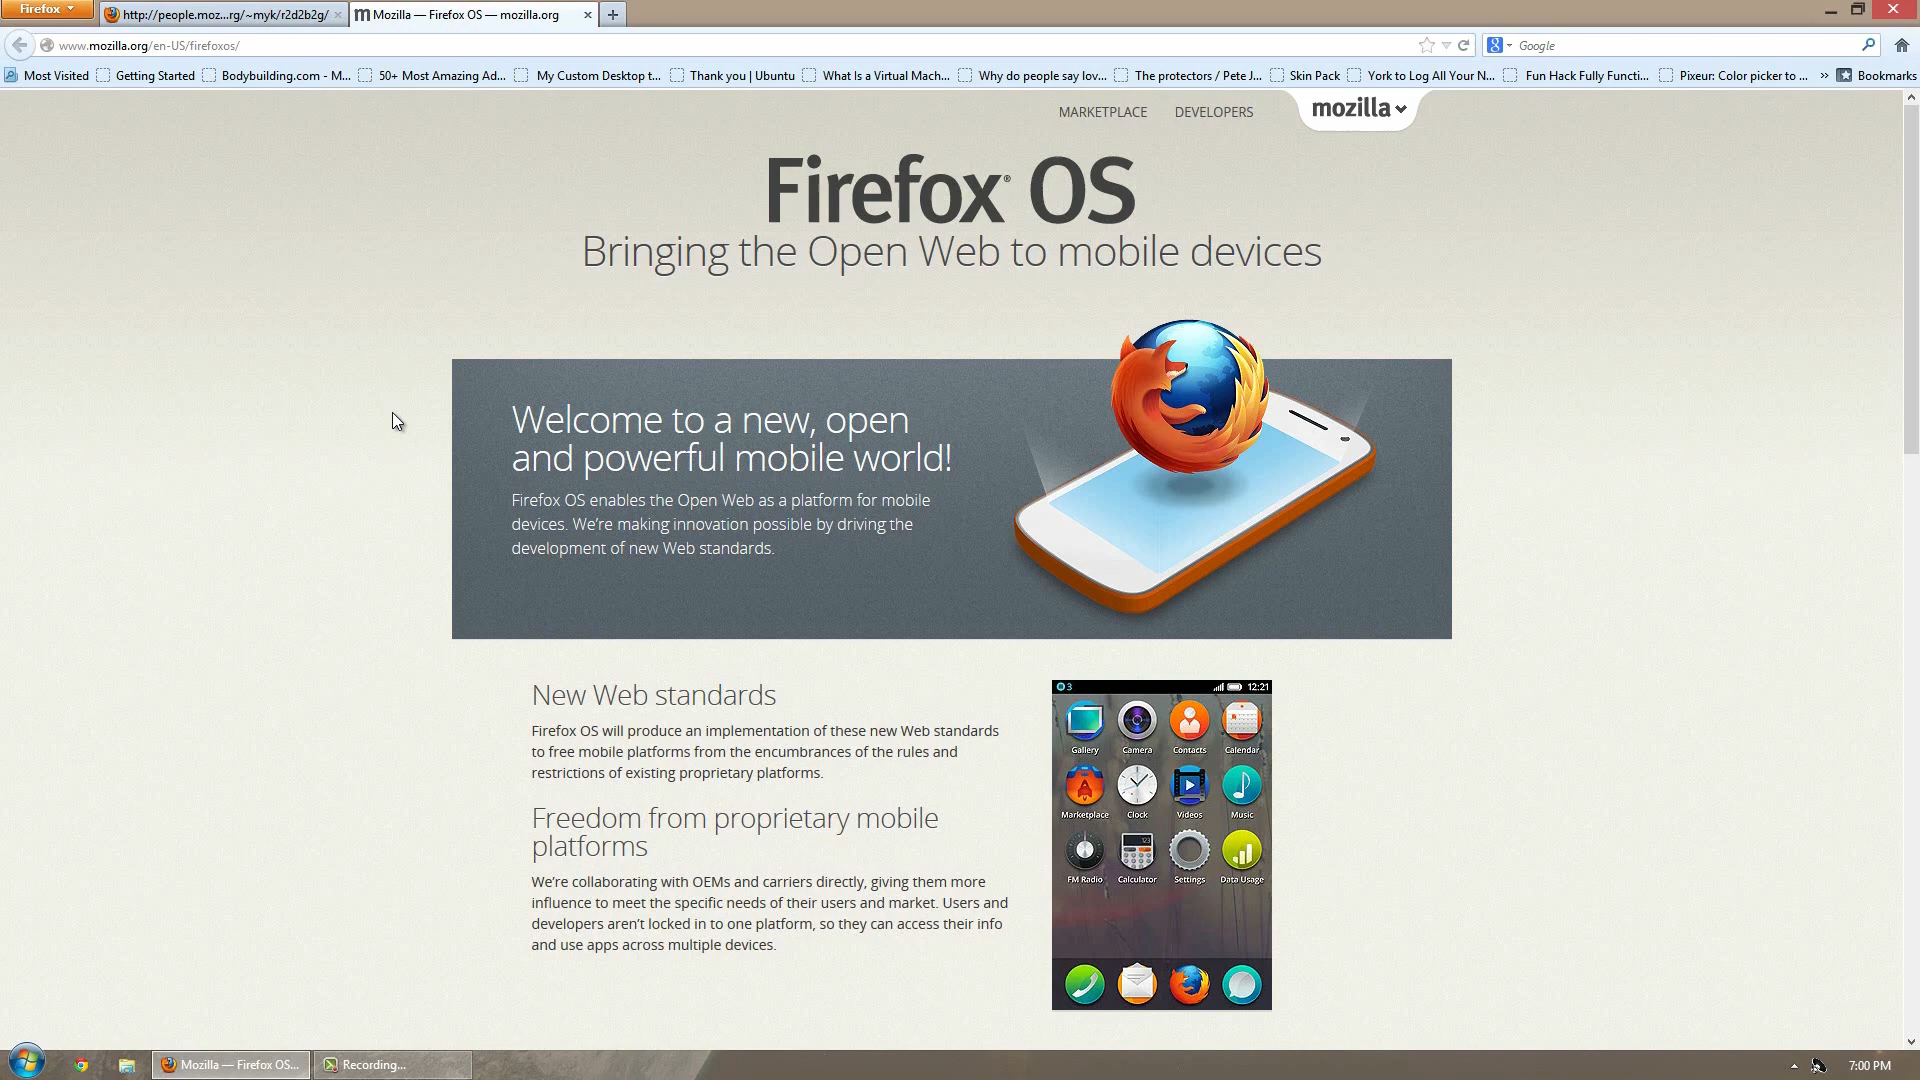 Firefox
http://people.moz...rg/~myk/r2d2b2g/
Mozilla — Firefox OS — mozilla.org
www.mozilla.org/en-US/firefoxos/
Google
Most Visited
Getting Started
Bodybuilding.com - M...
50+ Most Amazing Ad...
My Custom Desktop t...
Thank you | Ubuntu
What Is a Virtual Mach...
Why do people say lov...
The protectors / Pete J...
Skin Pack
York to Log All Your N...
Fun Hack Fully Functi...
Pixeur: Color picker to ...
Bookmarks
MARKETPLACE
DEVELOPERS
mozilla
Firefox® OS
Bringing the Open Web to mobile devices
Welcome to a new, open
and powerful mobile world!
Firefox OS enables the Open Web as a platform for mobile
devices. We're making innovation possible by driving the
development of new Web standards.
New Web standards
Firefox OS will produce an implementation of these new Web standards
to free mobile platforms from the encumbrances of the rules and
restrictions of existing proprietary platforms.
Freedom from proprietary mobile
platforms
We're collaborating with OEMs and carriers directly, giving them more
influence to meet the specific needs of their users and market. Users and
developers aren't locked in to one platform, so they can access their info
and use apps across multiple devices.
3
12:21
Gallery
Camera
Contacts
Calendar
Marketplace
Clock
Videos
Music
FM Radio
Calculator
Settings
Data Usage
Mozilla — Firefox OS...
Recording...
7:00 PM